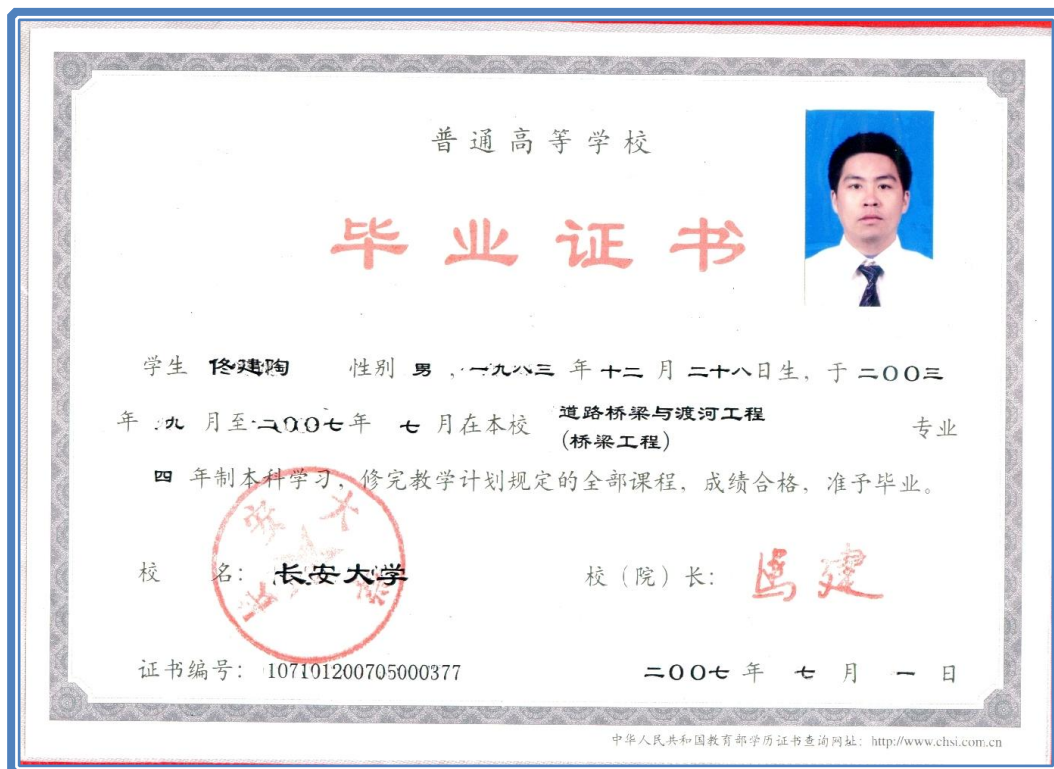 普通高等学校
毕业证书
学生 佟建陶 性别 男 ，一九八三 年 十二 月 二十八日生，于 二〇〇三
年 九 月至 二〇〇七年 七 月在本校 道路桥梁与渡河工程 专业
(桥梁工程)
四 年制本科学习，修完教学计划规定的全部课程，成绩合格，准予毕业。
校 名： 长安大学 校（院）长： 马建
证书编号： 107101200705000377 二〇〇七 年 七 月 一 日
中华人民共和国教育部学历证书查询网址：http://www.chsi.com.cn